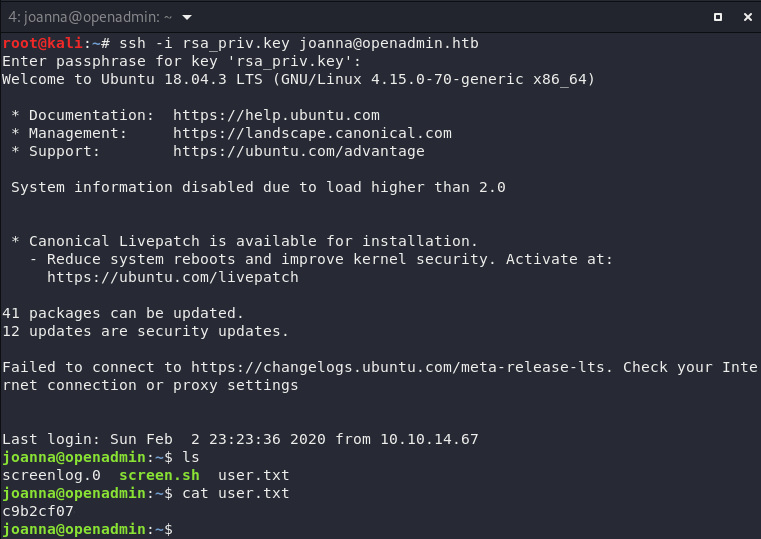 4: joanna@openadmin: ~
root@kali:~# ssh -i rsa_priv.key joanna@openadmin.htb
Enter passphrase for key 'rsa_priv.key':
Welcome to Ubuntu 18.04.3 LTS (GNU/Linux 4.15.0-70-generic x86_64)

 * Documentation:  https://help.ubuntu.com
 * Management:     https://landscape.canonical.com
 * Support:        https://ubuntu.com/advantage

 System information disabled due to load higher than 2.0


 * Canonical Livepatch is available for installation.
   - Reduce system reboots and improve kernel security. Activate at:
     https://ubuntu.com/livepatch

41 packages can be updated.
12 updates are security updates.

Failed to connect to https://changelogs.ubuntu.com/meta-release-lts. Check your Inte
rnet connection or proxy settings


Last login: Sun Feb  2 23:23:36 2020 from 10.10.14.67
joanna@openadmin:~$ ls
screenlog.0  screen.sh  user.txt
joanna@openadmin:~$ cat user.txt
c9b2cf07
joanna@openadmin:~$